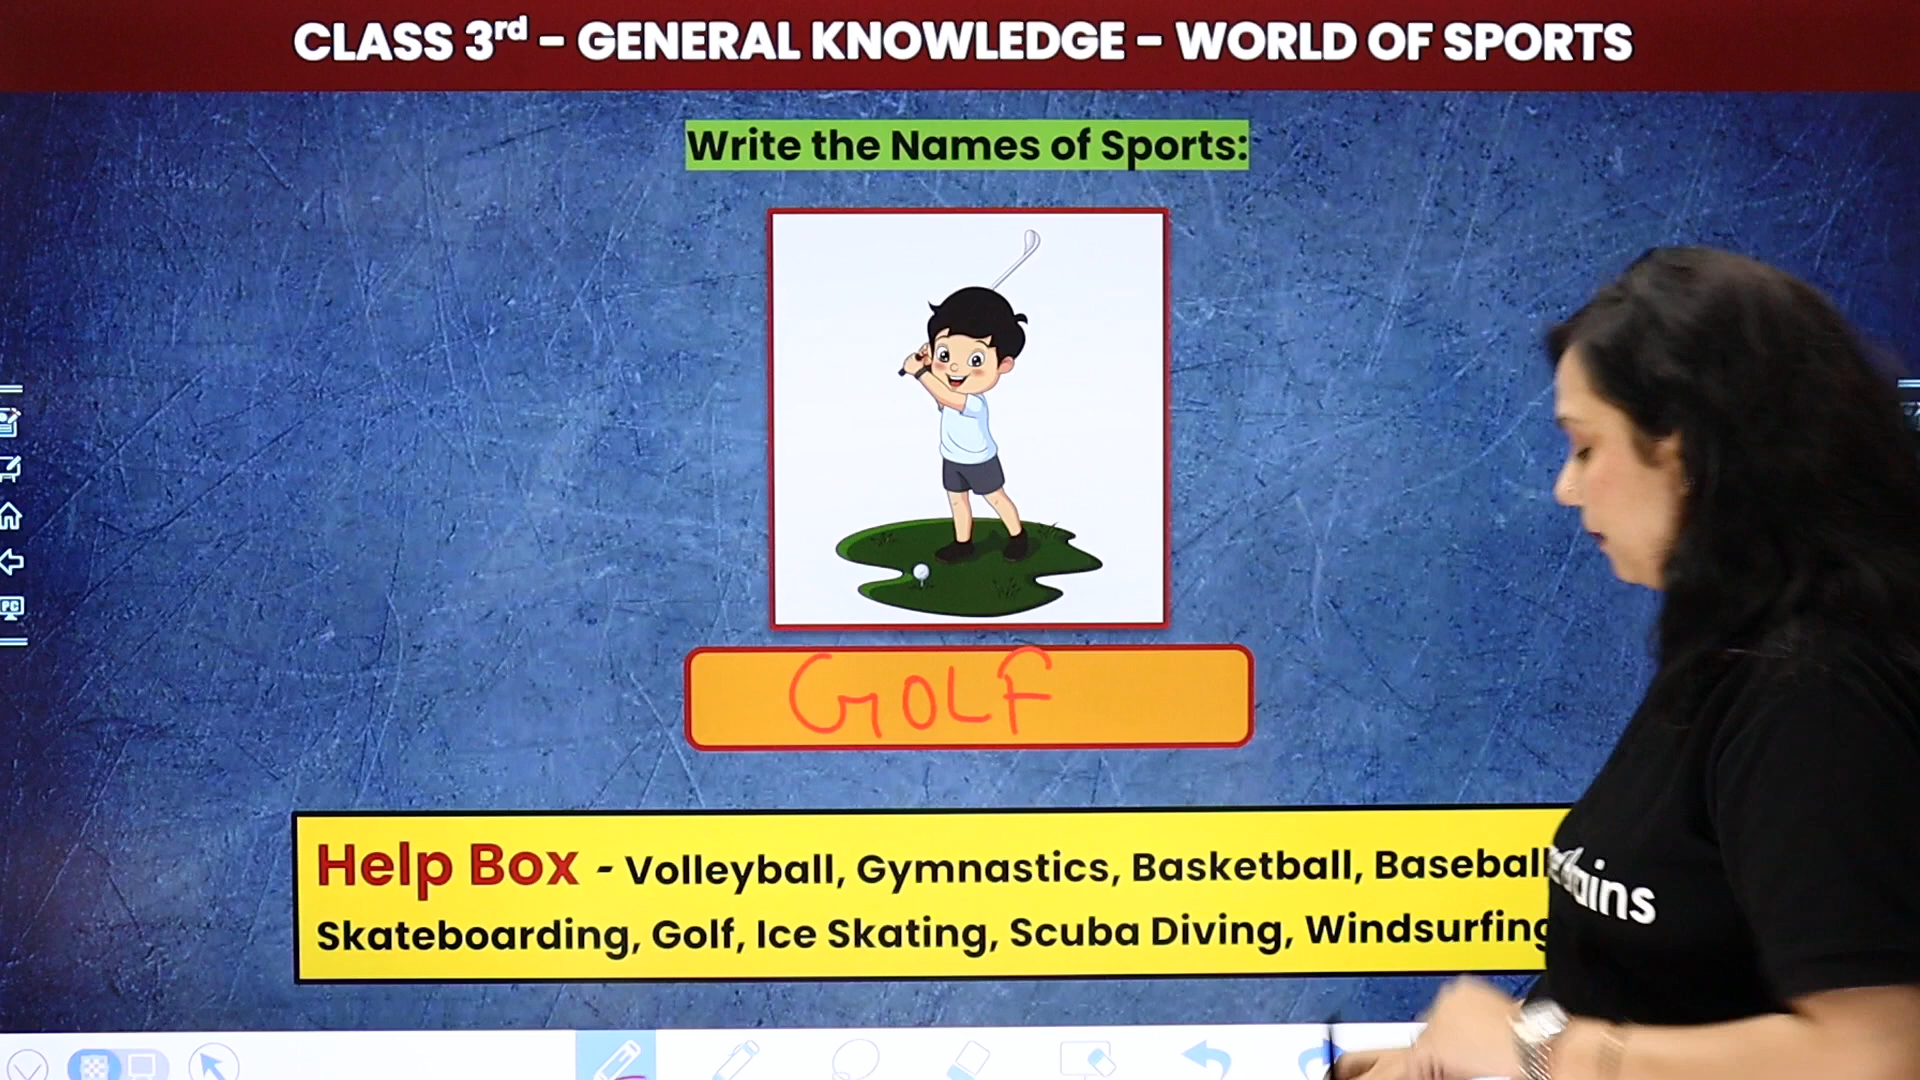 CLASS 3rd - GENERAL KNOWLEDGE - WORLD OF SPORTS
Write the Names of Sports:
GOLF
Help Box - Volleyball, Gymnastics, Basketball, Baseball
Skateboarding, Golf, Ice Skating, Scuba Diving, Windsurfing
PC